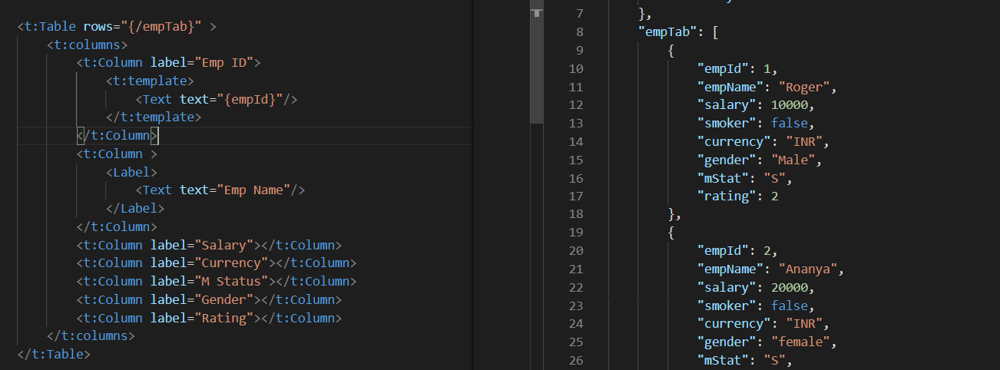 <t:Table rows="{/empTab}" >
<t:columns>
<t:Column label="Emp ID">
<t:template>
<Text text="{empId}"/>
</t:template>
</t:Column>
<t:Column >
<Label>
<Text text="Emp Name"/>
</Label>
</t:Column>
<t:Column label="Salary"></t:Column>
<t:Column label="Currency"></t:Column>
<t:Column label="M Status"></t:Column>
<t:Column label="Gender"></t:Column>
<t:Column label="Rating"></t:Column>
</t:columns>
</t:Table>
7 },
8 "empTab": [
9 {
10 "empId": 1,
11 "empName": "Roger",
12 "salary": 10000,
13 "smoker": false,
14 "currency": "INR",
15 "gender": "Male",
16 "mStat": "S",
17 "rating": 2
18 },
19 {
20 "empId": 2,
21 "empName": "Ananya",
22 "salary": 20000,
23 "smoker": false,
24 "currency": "INR",
25 "gender": "female",
26 "mStat": "S",